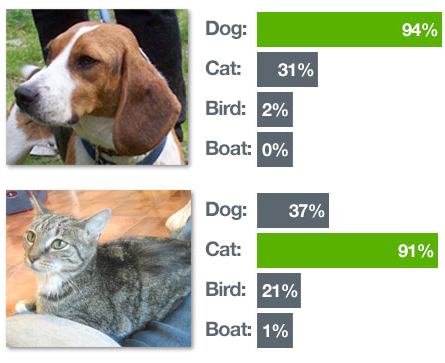 Dog: 94%
Cat: 31%
Bird: 2%
Boat: 0%
Dog: 37%
Cat: 91%
Bird: 21%
Boat: 1%